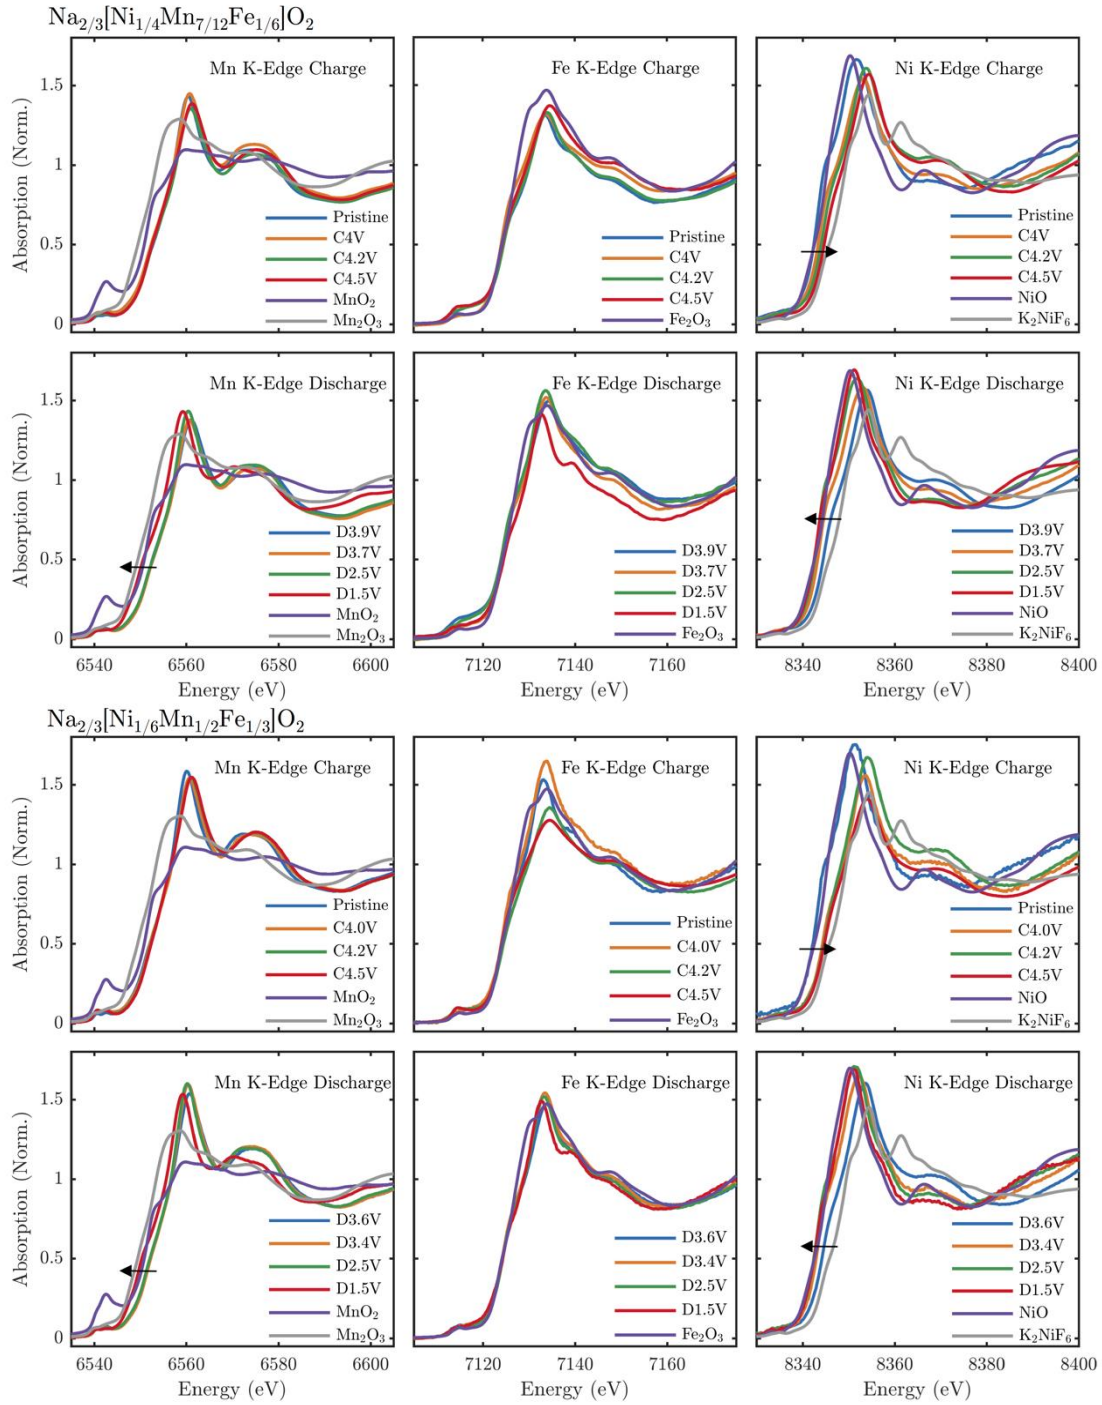 Na2/3[Ni1/4Mn7/12Fe1/6]O2
Mn K-Edge Charge
Absorption (Norm.)
1.5
1
0.5
0
Pristine
C4V
C4.2V
C4.5V
MnO2
Mn2O3
Fe K-Edge Charge
Pristine
C4V
C4.2V
C4.5V
Fe2O3
Ni K-Edge Charge
Pristine
C4V
C4.2V
C4.5V
NiO
K2NiF6
Mn K-Edge Discharge
Absorption (Norm.)
1.5
1
0.5
0
D3.9V
D3.7V
D2.5V
D1.5V
MnO2
Mn2O3
6540 6560 6580 6600
Energy (eV)
Fe K-Edge Discharge
D3.9V
D3.7V
D2.5V
D1.5V
Fe2O3
7120 7140 7160
Energy (eV)
Ni K-Edge Discharge
D3.9V
D3.7V
D2.5V
D1.5V
NiO
K2NiF6
8340 8360 8380 8400
Energy (eV)
Na2/3[Ni1/6Mn1/2Fe1/3]O2
Mn K-Edge Charge
Absorption (Norm.)
1.5
1
0.5
0
Pristine
C4.0V
C4.2V
C4.5V
MnO2
Mn2O3
Fe K-Edge Charge
Pristine
C4.0V
C4.2V
C4.5V
Fe2O3
Ni K-Edge Charge
Pristine
C4.0V
C4.2V
C4.5V
NiO
K2NiF6
Mn K-Edge Discharge
Absorption (Norm.)
1.5
1
0.5
0
D3.6V
D3.4V
D2.5V
D1.5V
MnO2
Mn2O3
6540 6560 6580 6600
Energy (eV)
Fe K-Edge Discharge
D3.6V
D3.4V
D2.5V
D1.5V
Fe2O3
7120 7140 7160
Energy (eV)
Ni K-Edge Discharge
D3.6V
D3.4V
D2.5V
D1.5V
NiO
K2NiF6
8340 8360 8380 8400
Energy (eV)